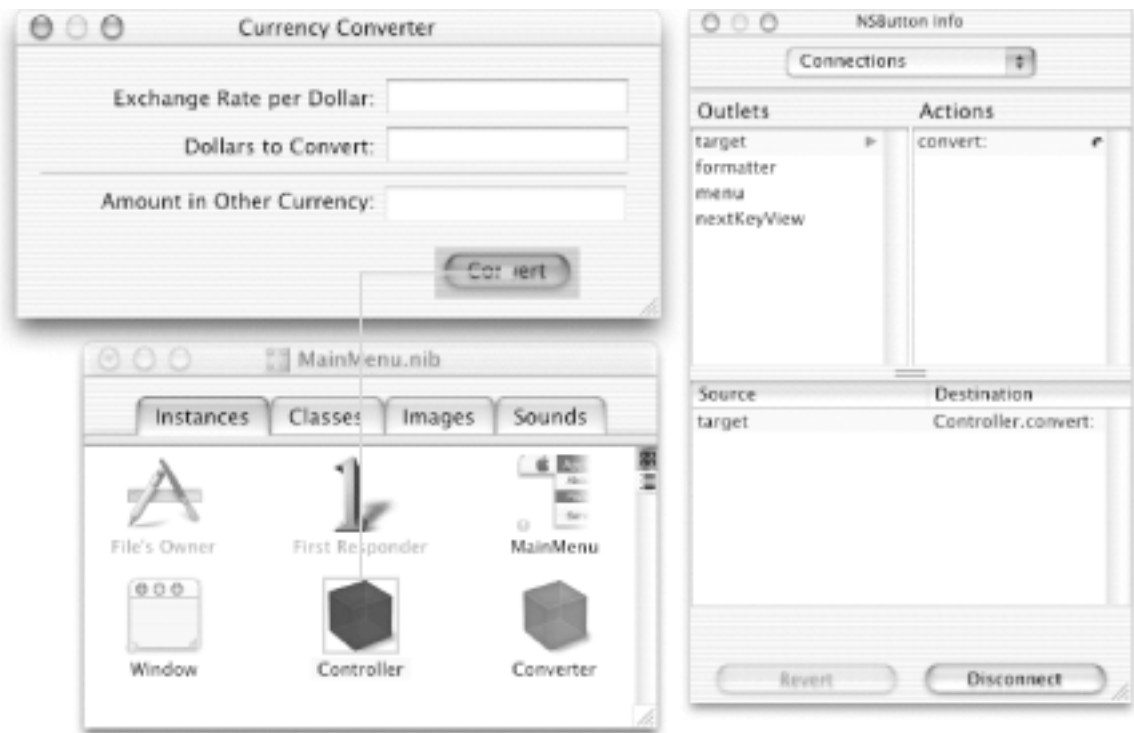 Currency Converter
Exchange Rate per Dollar:
Dollars to Convert:
Amount in Other Currency:
Convert
MainMenu.nib
Instances
Classes
Images
Sounds
File's Owner
First Responder
MainMenu
Window
Controller
Converter
NSButton Info
Connections
Outlets
Actions
target
convert:
formatter
menu
nextKeyView
Source
Destination
target
Controller.convert:
Revert
Disconnect